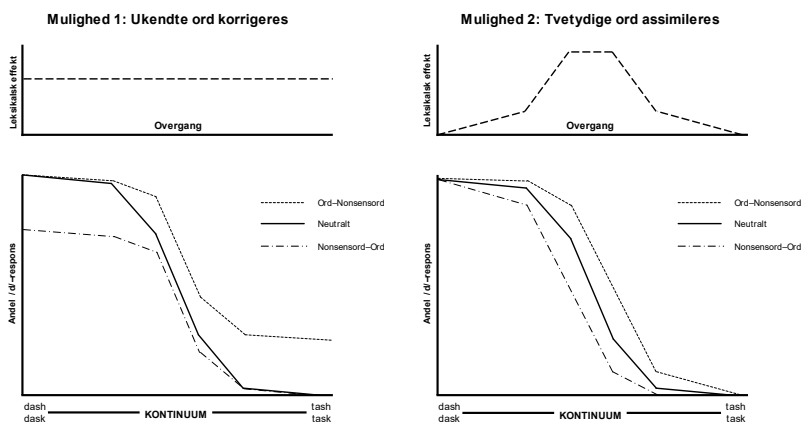 Mulighed 1: Ukendte ord korrigeres
Leksikalsk effekt
Overgang
Andel /d/-respons
Ord–Nonsensord
Neutralt
Nonsensord–Ord
dash
dask
KONTINUUM
tash
task
Mulighed 2: Tvetydige ord assimileres
Leksikalsk effekt
Overgang
Andel /d/-respons
Ord–Nonsensord
Neutralt
Nonsensord–Ord
dash
dask
KONTINUUM
tash
task